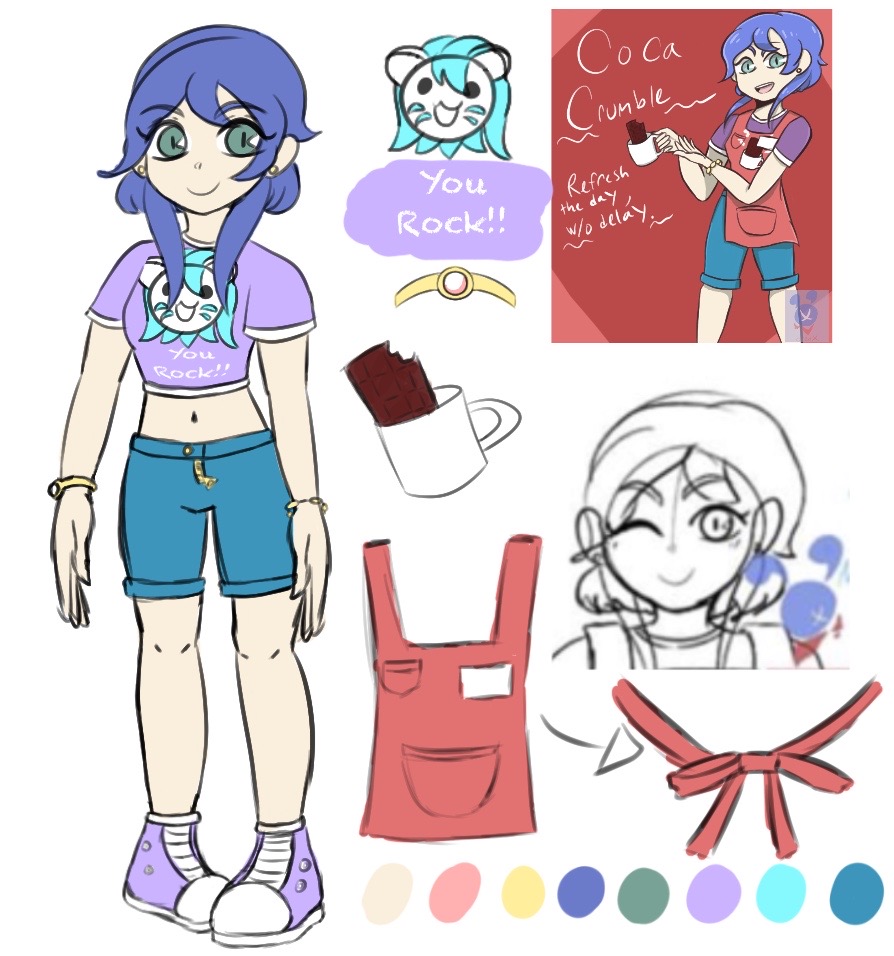 You
Rock!!
You
Rock!!
Coca
Crumble
Refresh
the day,
w/o delay.